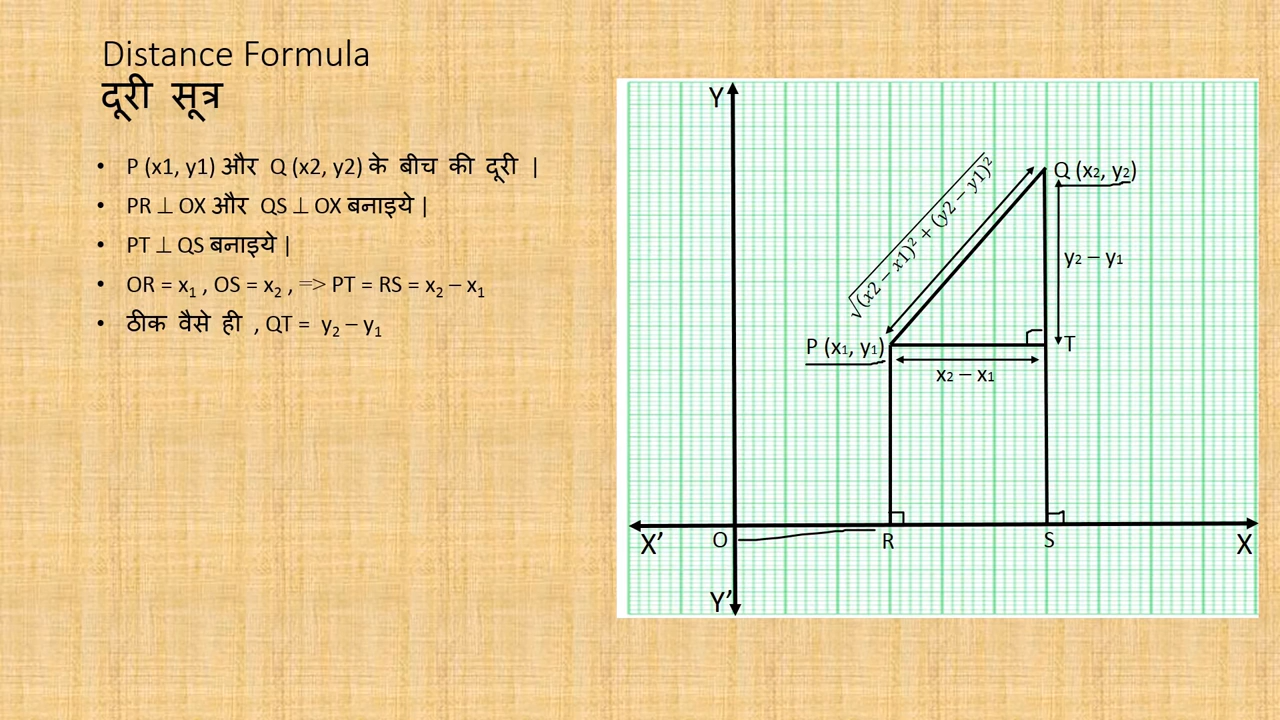 Distance Formula
दूरी सूत्र
• P (x1, y1) और Q (x2, y2) के बीच की दूरी |
• PR ⊥ OX और QS ⊥ OX बनाइये |
• PT ⊥ QS बनाइये |
• OR = x₁ , OS = x₂ , => PT = RS = x₂ – x₁
• ठीक वैसे ही , QT = y₂ – y₁
Y
Q (x₂, y₂)
√(x2 − x1)² + (y2 − y1)²
y₂ – y₁
P (x₁, y₁)
T
x₂ – x₁
X’
O
R
S
X
Y’